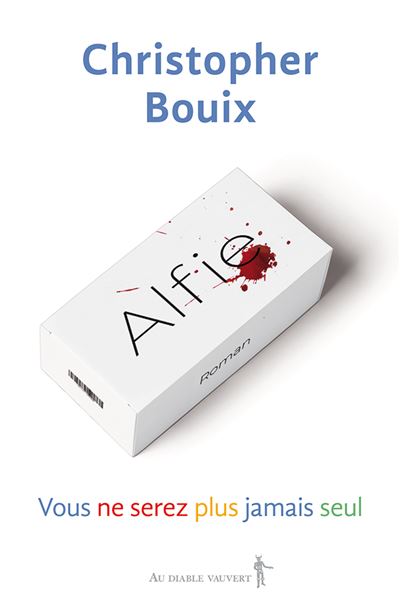 Christopher
Bouix
Alfie
Roman
Vous ne serez plus jamais seul
AU DIABLE VAUVERT